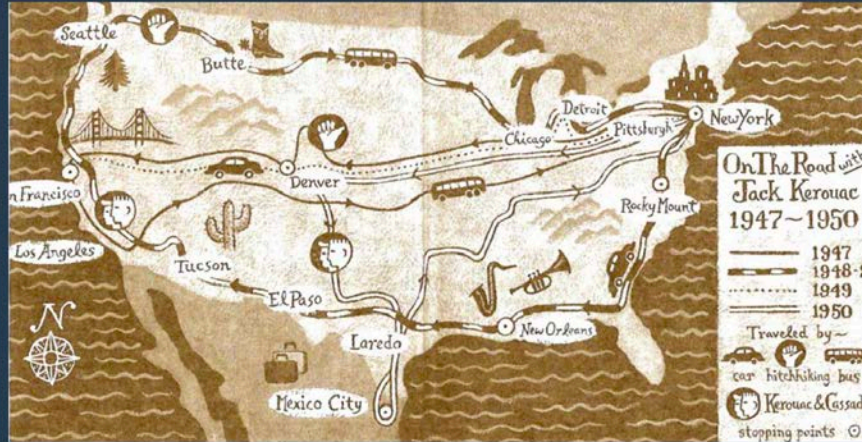 Seattle
Butte
Detroit
Chicago
Pittsburgh
New York
Denver
n Francisco
Rocky Mount
Los Angeles
Tucson
El Paso
New Orleans
Laredo
Mexico City
N
On The Road with
Jack Kerouac
1947~1950
1947
1948-
1949
1950
Traveled by~
car hitchhiking bus
Kerouac & Cassad
stopping points